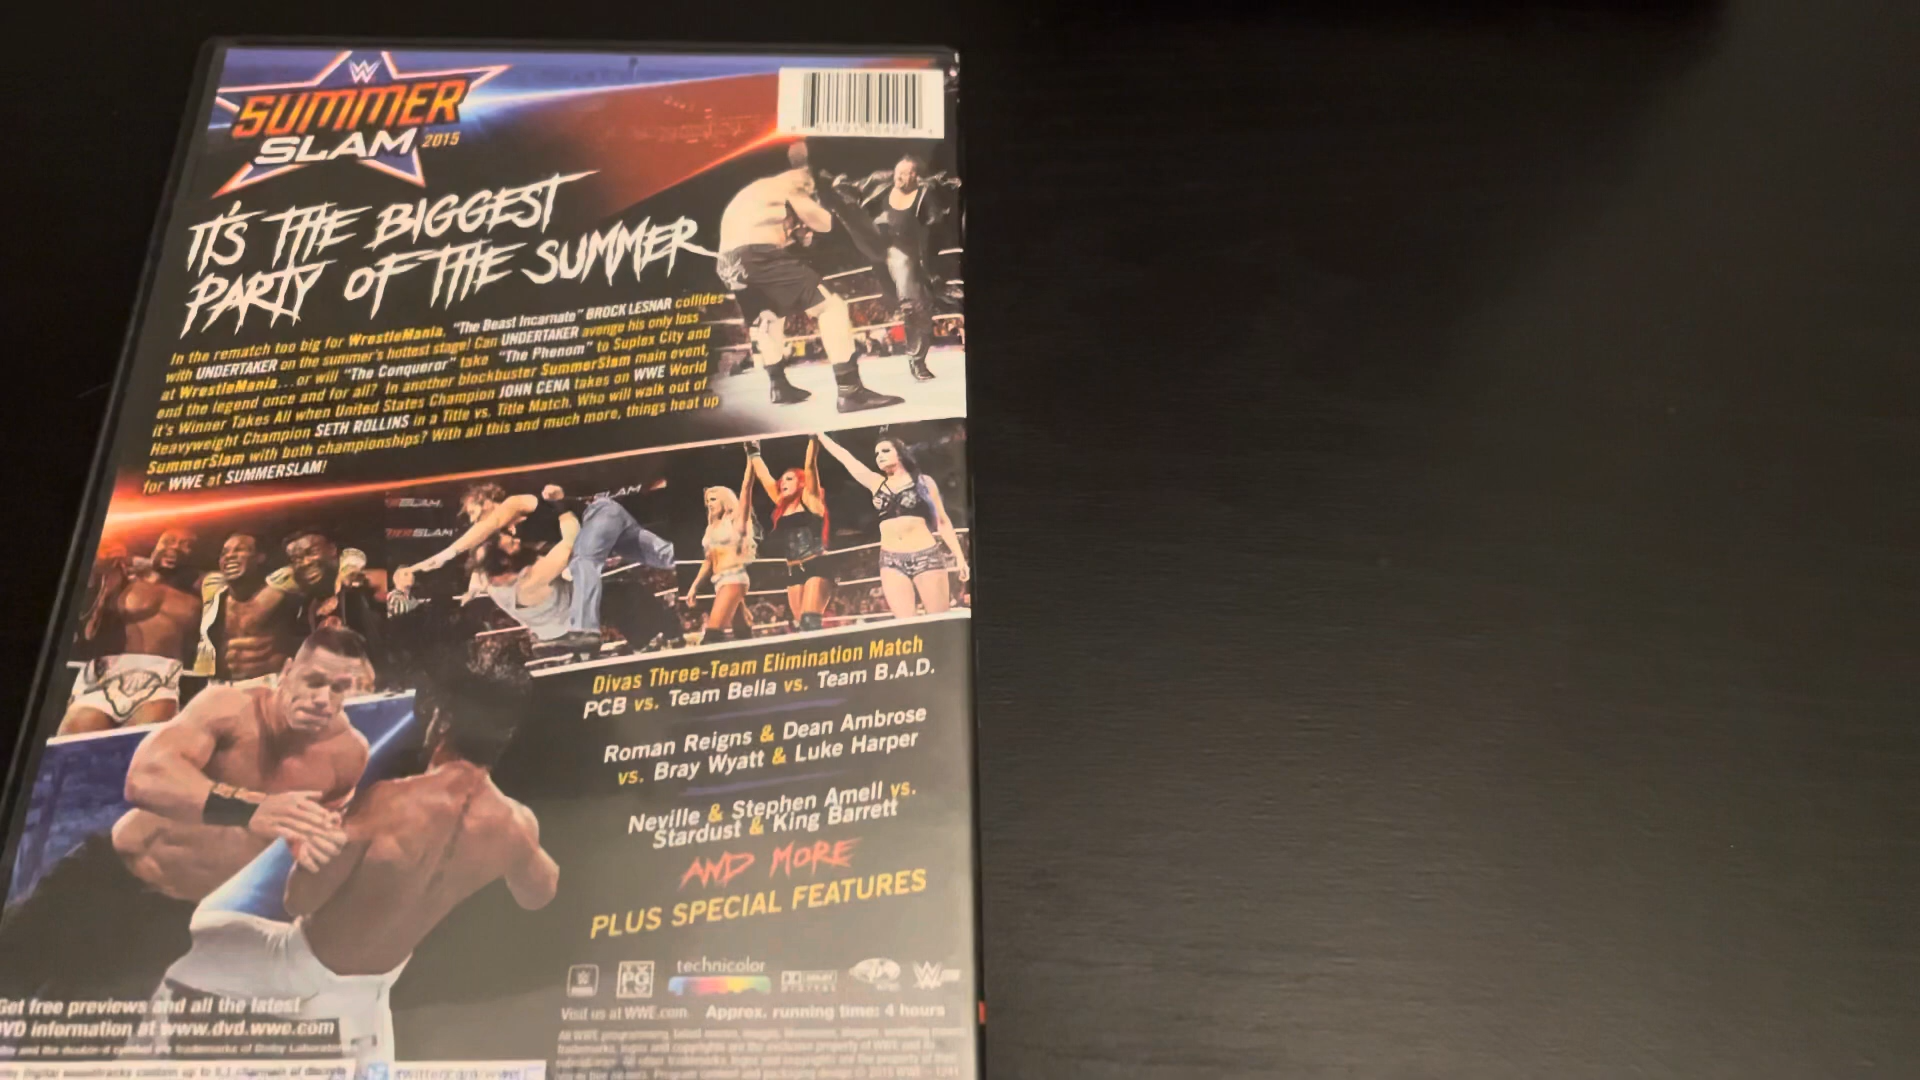 W
SUMMER
SLAM 2015
IT'S THE BIGGEST
PARTY OF THE SUMMER
In the rematch too big for WrestleMania, "The Beast Incarnate" BROCK LESNAR collides
with UNDERTAKER on the summer's hottest stage! Can UNDERTAKER avenge his only loss
at WrestleMania...or will "The Conqueror" take "The Phenom" to Suplex City and
end the legend once and for all? In another blockbuster SummerSlam main event,
it's Winner Takes All when United States Champion JOHN CENA takes on WWE World
Heavyweight Champion SETH ROLLINS in a Title vs. Title Match. Who will walk out of
SummerSlam with both championships? With all this and much more, things heat up
for WWE at SUMMERSLAM!
Divas Three-Team Elimination Match
PCB vs. Team Bella vs. Team B.A.D.
Roman Reigns & Dean Ambrose
vs. Bray Wyatt & Luke Harper
Neville & Stephen Amell vs.
Stardust & King Barrett
AND MORE
PLUS SPECIAL FEATURES
TV PG
technicolor
Visit us at WWE.com Approx. running time: 4 hours
Get free previews and all the latest
DVD information at www.dvd.wwe.com